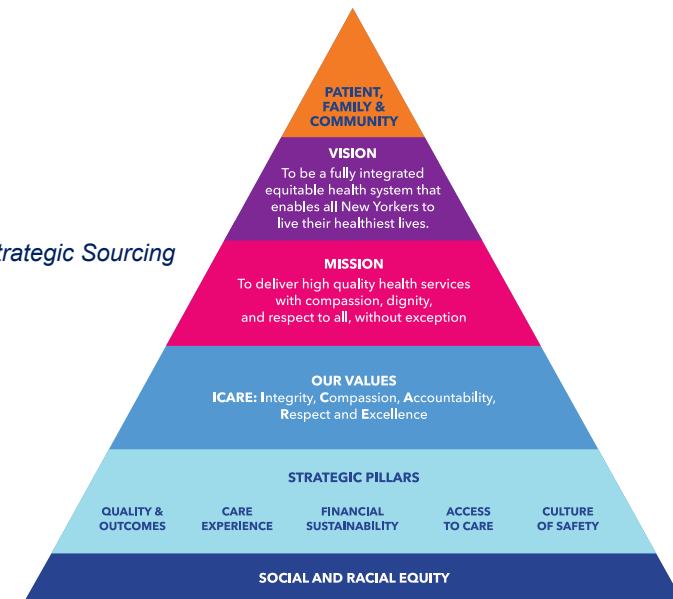 PATIENT,
FAMILY &
COMMUNITY
VISION
To be a fully integrated
equitable health system that
enables all New Yorkers to
live their healthiest lives.
trategic Sourcing
MISSION
To deliver high quality health services
with compassion, dignity,
and respect to all, without exception
OUR VALUES
ICARE: Integrity, Compassion, Accountability,
Respect and Excellence
STRATEGIC PILLARS
QUALITY &
OUTCOMES
CARE
EXPERIENCE
FINANCIAL
SUSTAINABILITY
ACCESS
TO CARE
CULTURE
OF SAFETY
SOCIAL AND RACIAL EQUITY